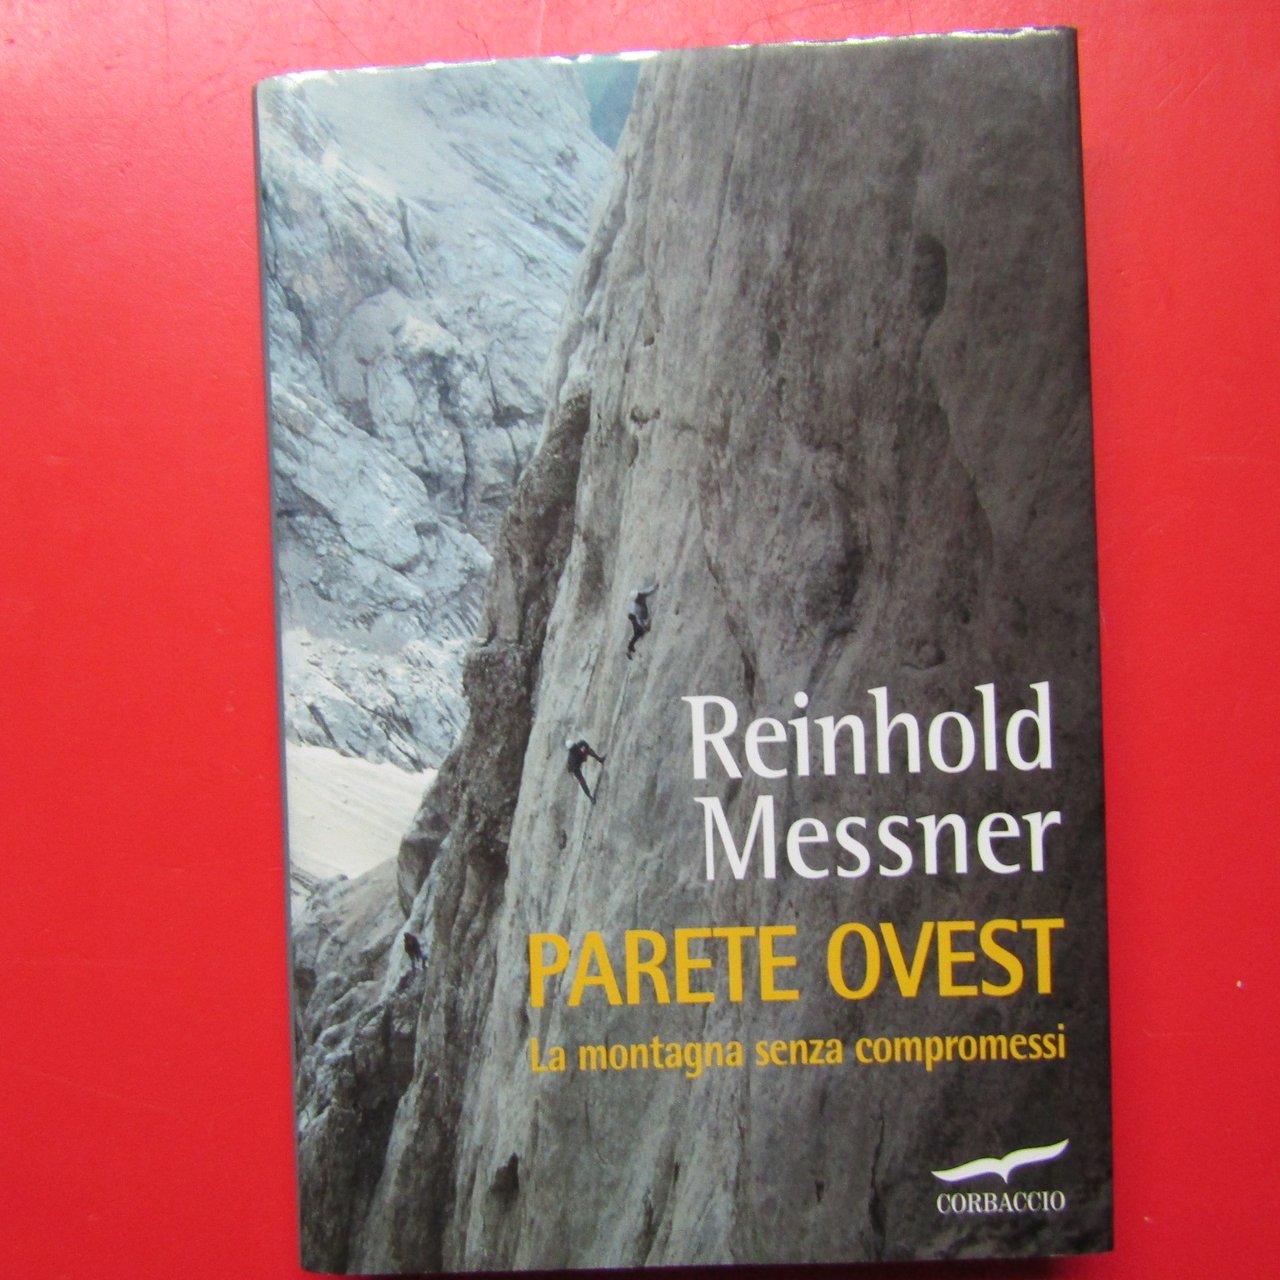 Reinhold
Messner
PARETE OVEST
La montagna senza compromessi
CORBACCIO